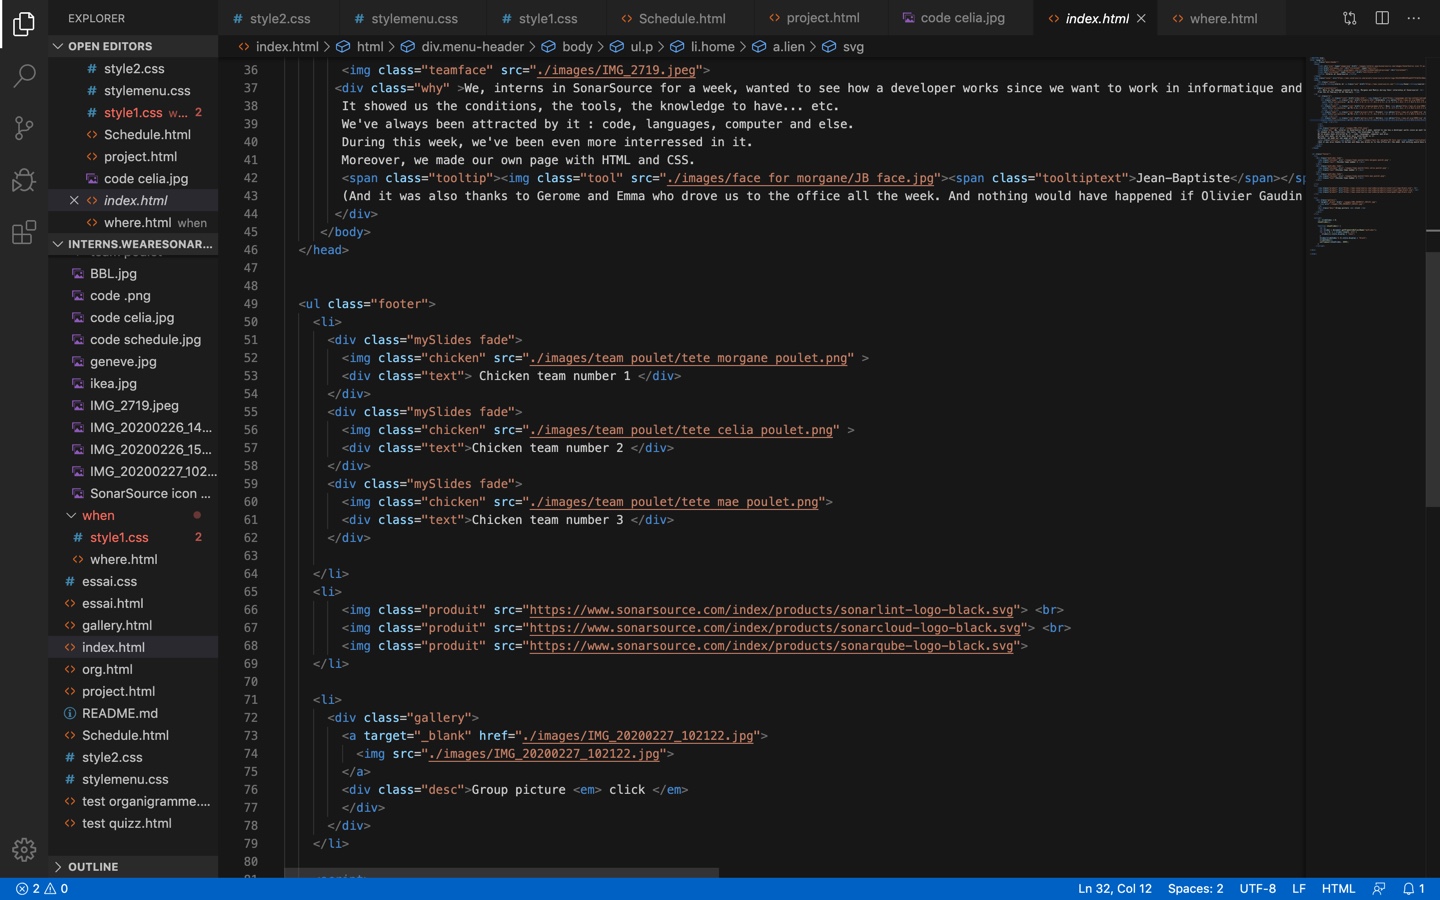 EXPLORER
style2.css
stylemenu.css
style1.css
Schedule.html
project.html
code celia.jpg
index.html
where.html
OPEN EDITORS
style2.css
stylemenu.css
style1.css w... 2
Schedule.html
project.html
code celia.jpg
index.html
where.html when
INTERNS.WEARESONAR...
BBL.jpg
code .png
code celia.jpg
code schedule.jpg
geneve.jpg
ikea.jpg
IMG_2719.jpeg
IMG_20200226_14...
IMG_20200226_15...
IMG_20200227_102...
SonarSource icon ...
when
style1.css 2
where.html
essai.css
essai.html
gallery.html
index.html
org.html
project.html
README.md
Schedule.html
style2.css
stylemenu.css
test organigramme....
test quizz.html
OUTLINE
index.html > html > div.menu-header > body > ul.p > li.home > a.lien > svg
36 <img class="teamface" src="./images/IMG_2719.jpeg">
37 <div class="why" >We, interns in SonarSource for a week, wanted to see how a developer works since we want to work in informatique and
38 It showed us the conditions, the tools, the knowledge to have... etc.
39 We've always been attracted by it : code, languages, computer and else.
40 During this week, we've been even more interressed in it.
41 Moreover, we made our own page with HTML and CSS.
42 <span class="tooltip"><img class="tool" src="./images/face for morgane/JB face.jpg"><span class="tooltiptext">Jean-Baptiste</span></sp
43 (And it was also thanks to Gerome and Emma who drove us to the office all the week. And nothing would have happened if Olivier Gaudin
44 </div>
45 </body>
46 </head>
47
48
49 <ul class="footer">
50 <li>
51 <div class="mySlides fade">
52 <img class="chicken" src="./images/team poulet/tete morgane poulet.png" >
53 <div class="text"> Chicken team number 1 </div>
54 </div>
55 <div class="mySlides fade">
56 <img class="chicken" src="./images/team poulet/tete celia poulet.png" >
57 <div class="text">Chicken team number 2 </div>
58 </div>
59 <div class="mySlides fade">
60 <img class="chicken" src="./images/team poulet/tete mae poulet.png">
61 <div class="text">Chicken team number 3 </div>
62 </div>
63
64 </li>
65 <li>
66 <img class="produit" src="https://www.sonarsource.com/index/products/sonarlint-logo-black.svg"> <br>
67 <img class="produit" src="https://www.sonarsource.com/index/products/sonarcloud-logo-black.svg"> <br>
68 <img class="produit" src="https://www.sonarsource.com/index/products/sonarqube-logo-black.svg">
69 </li>
70
71 <li>
72 <div class="gallery">
73 <a target="_blank" href="./images/IMG_20200227_102122.jpg">
74 <img src="./images/IMG_20200227_102122.jpg">
75 </a>
76 <div class="desc">Group picture <em> click </em>
77 </div>
78 </div>
79 </li>
80
2 0
Ln 32, Col 12 Spaces: 2 UTF-8 LF HTML 1